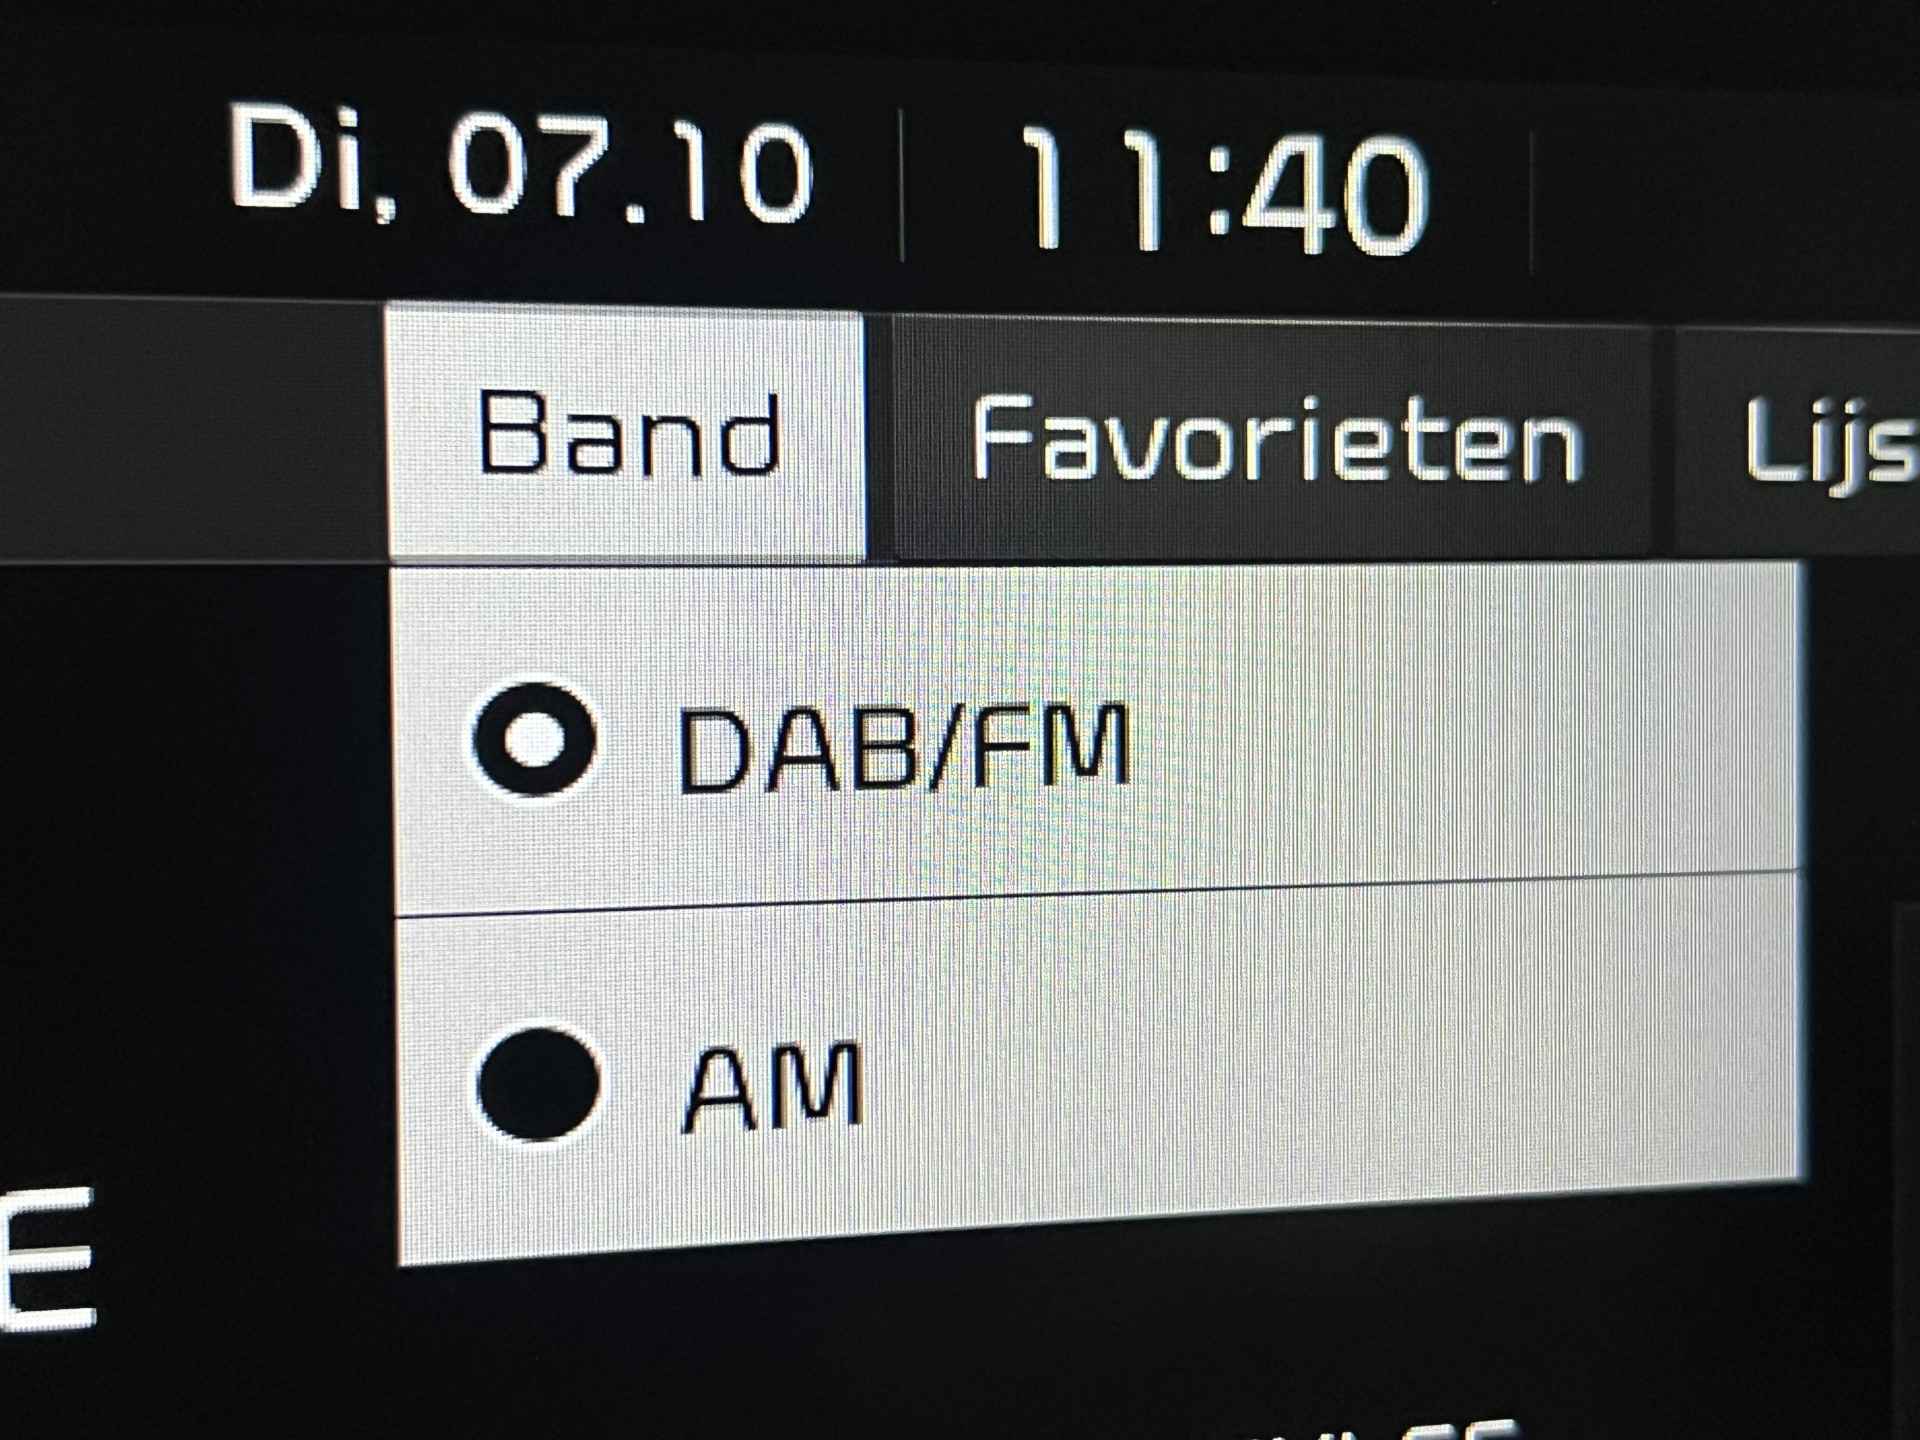 Di, 07.10 11:40
Band Favorieten
DAB/FM
AM
E